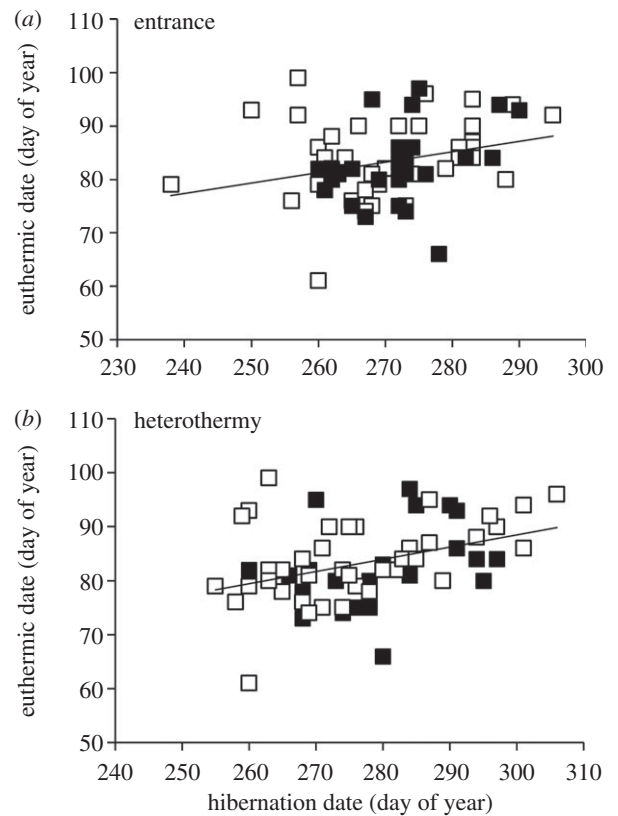 (a) 110 entrance
100
90
80
70
60
50
230 240 250 260 270 280 290 300
euthermic date (day of year)
(b) 110 heterothermy
100
90
80
70
60
50
240 250 260 270 280 290 300 310
euthermic date (day of year)
hibernation date (day of year)